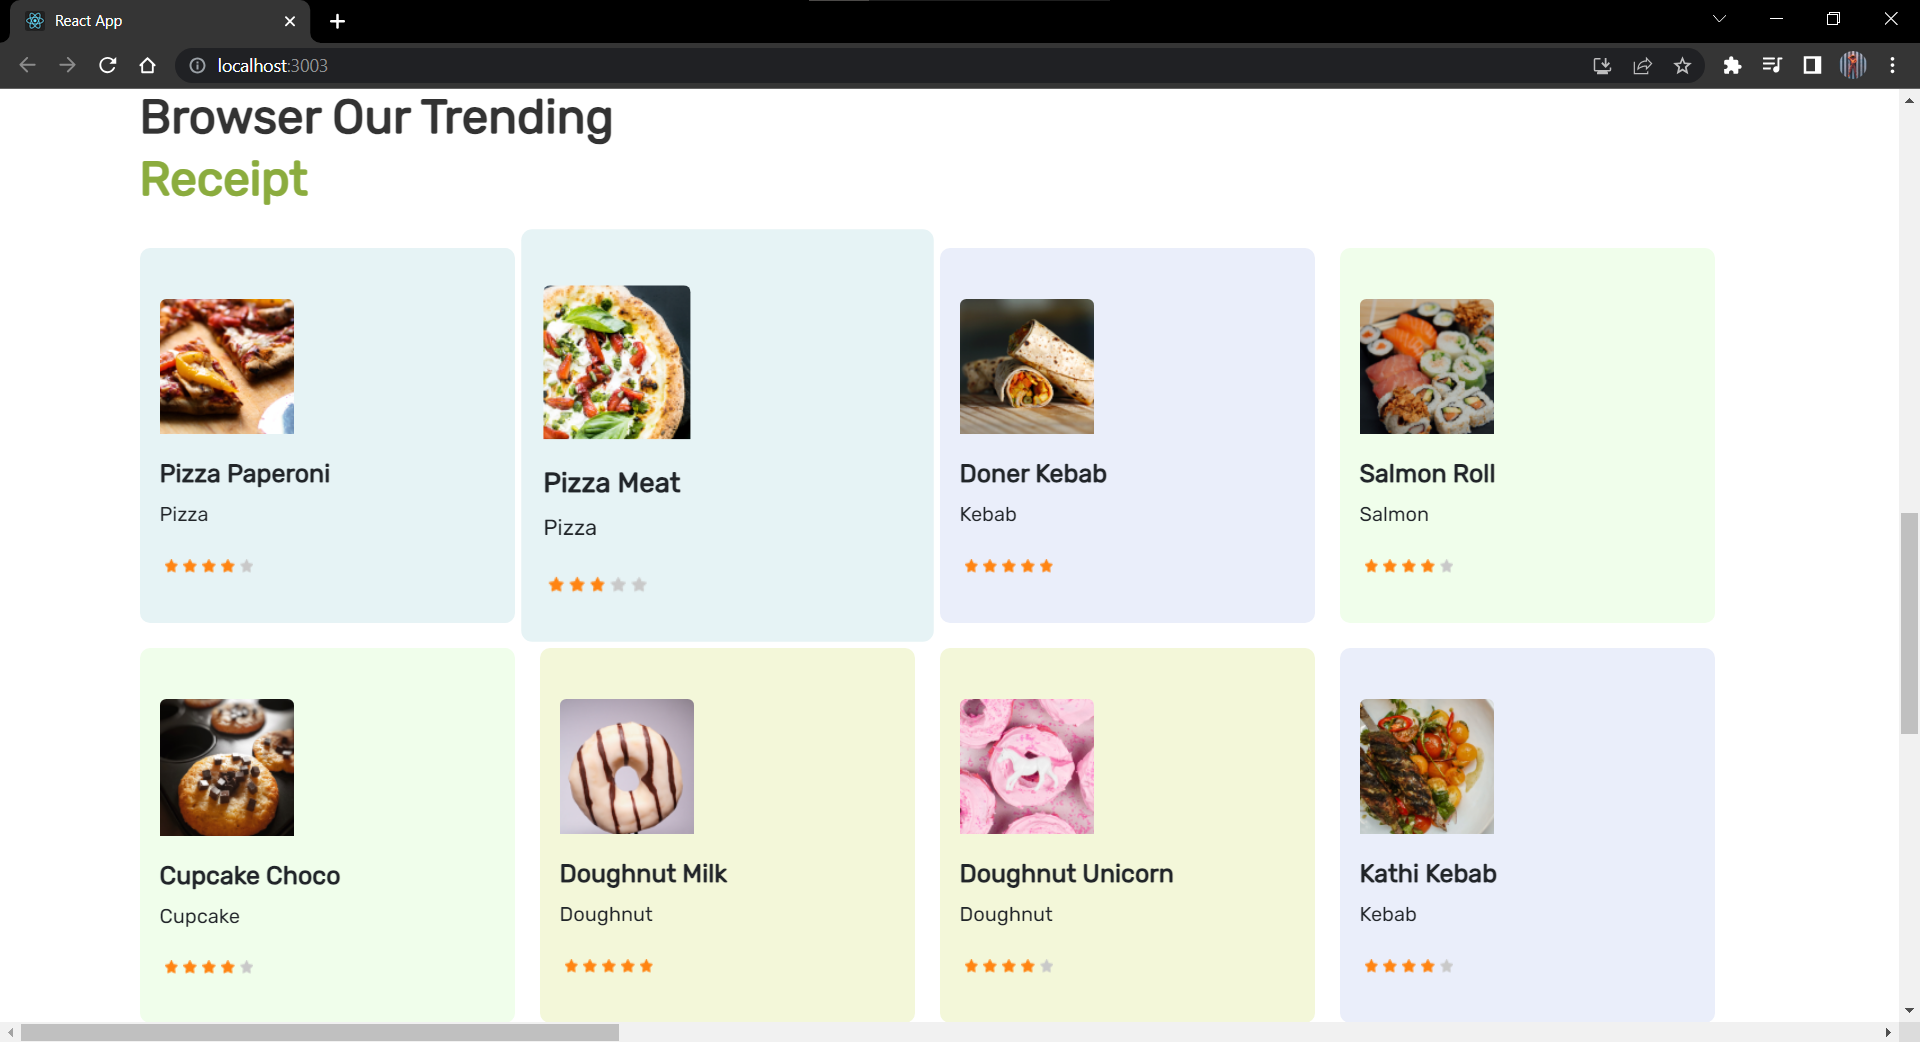 React App
localhost:3003
Browser Our Trending
Receipt
Pizza Paperoni
Pizza
Pizza Meat
Pizza
Doner Kebab
Kebab
Salmon Roll
Salmon
Cupcake Choco
Cupcake
Doughnut Milk
Doughnut
Doughnut Unicorn
Doughnut
Kathi Kebab
Kebab